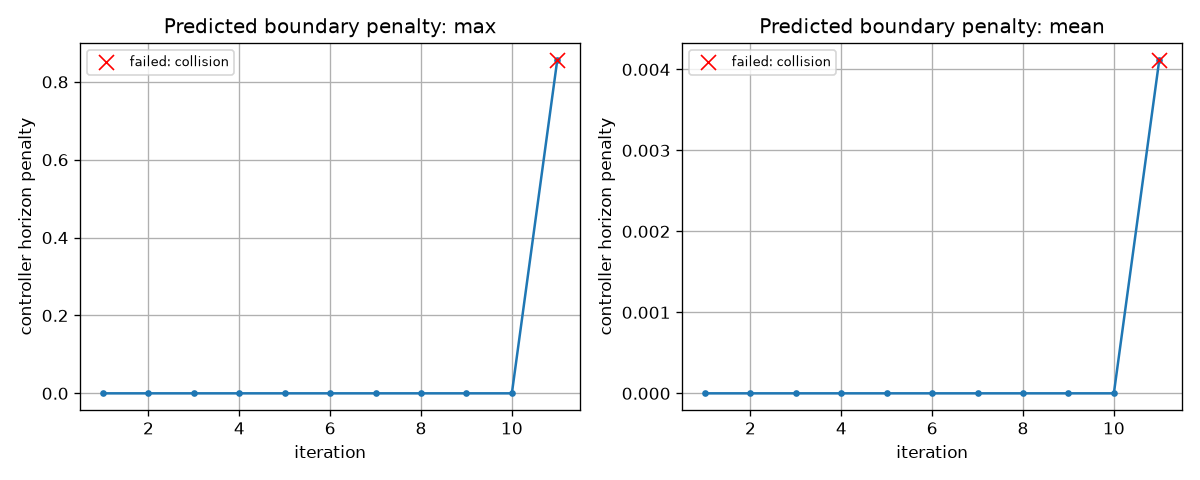 Predicted boundary penalty: max
failed: collision
controller horizon penalty
0.8
0.6
0.4
0.2
0.0
2
4
6
8
10
iteration
Predicted boundary penalty: mean
failed: collision
controller horizon penalty
0.004
0.003
0.002
0.001
0.000
2
4
6
8
10
iteration